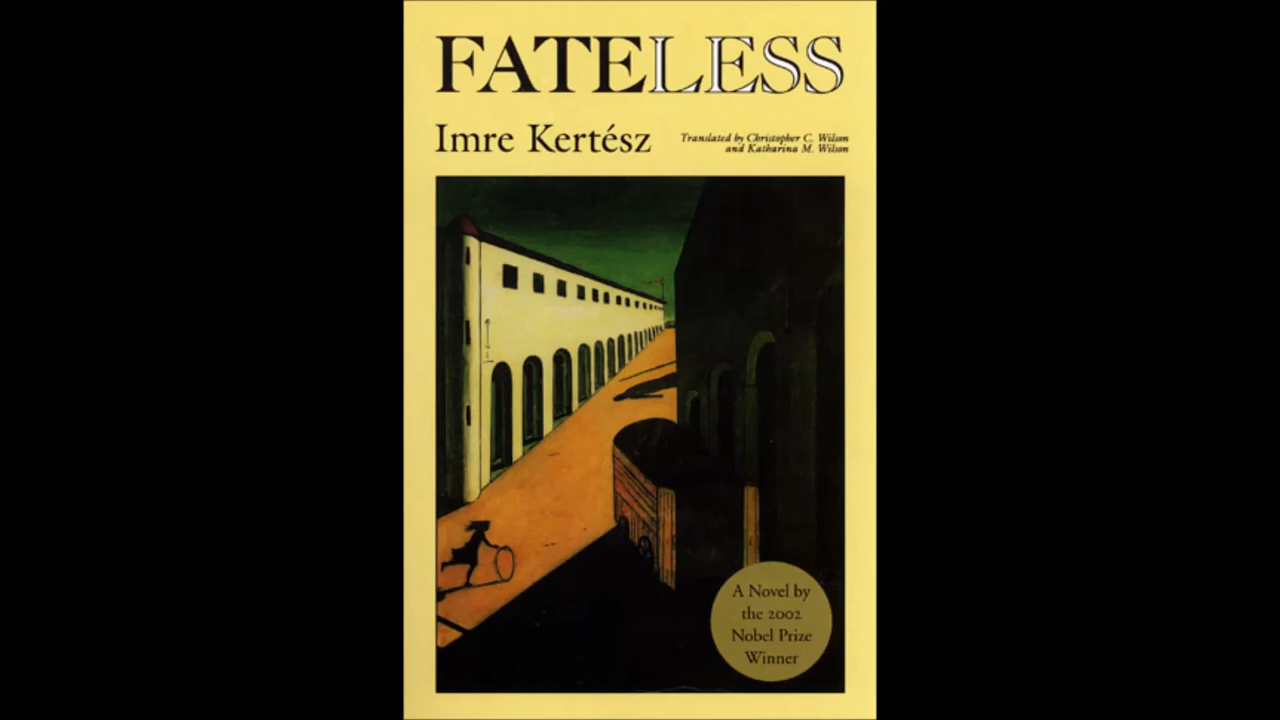 FATELESS
Imre Kertész
Translated by Christopher C. Wilson
and Katharina M. Wilson
A Novel by
the 2002
Nobel Prize
Winner